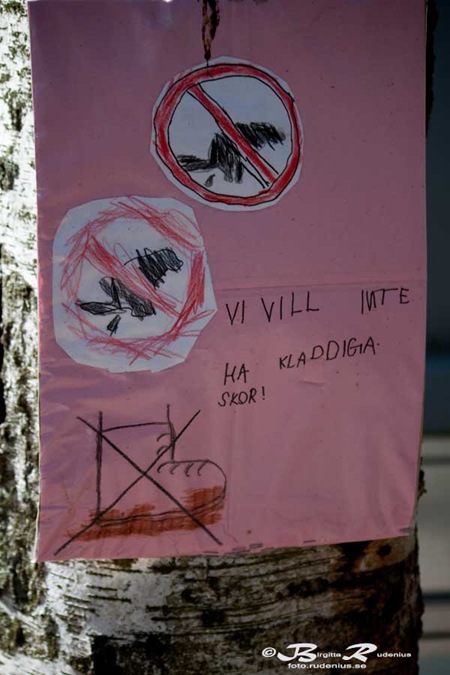 VI VILL INTE
HA KLADDIGA.
SKOR!
© Birgitta Rudenius
foto.rudenius.se